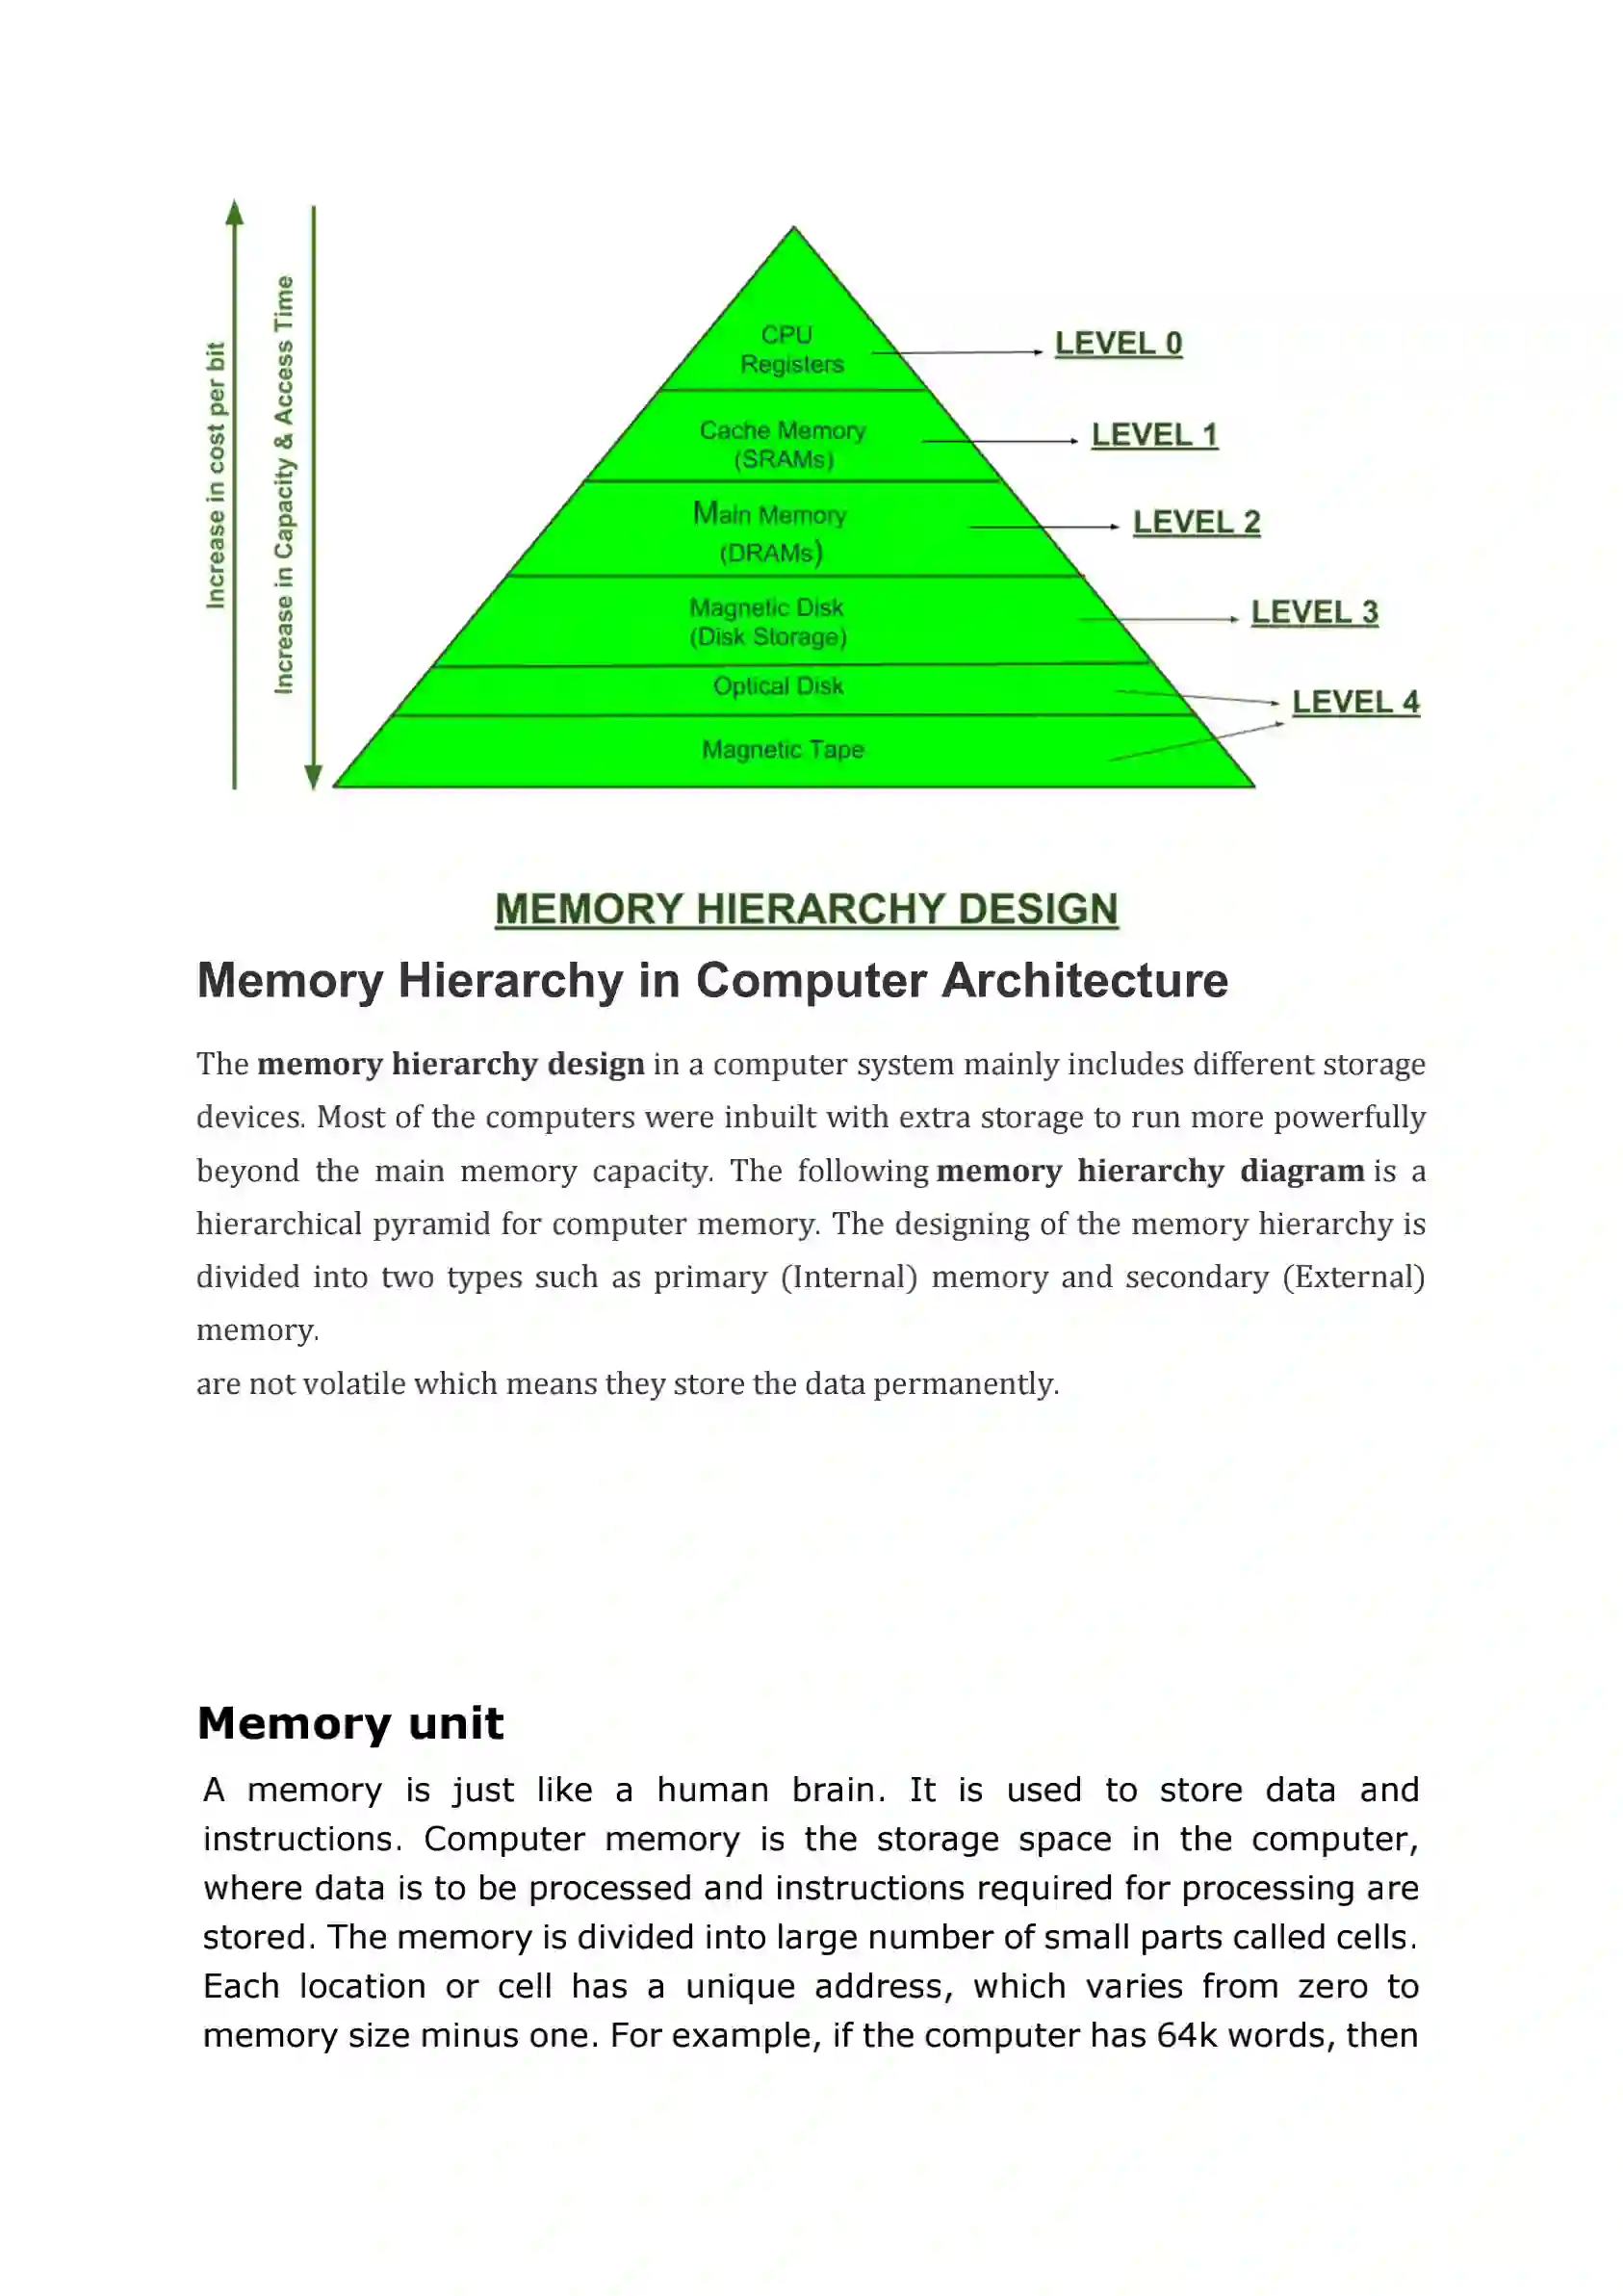 Increase in cost per bit
Increase in Capacity & Access Time
CPU
Registers
LEVEL 0
Cache Memory
(SRAMs)
LEVEL 1
Main Memory
(DRAMs)
LEVEL 2
Magnetic Disk
(Disk Storage)
LEVEL 3
Optical Disk
LEVEL 4
Magnetic Tape
MEMORY HIERARCHY DESIGN
Memory Hierarchy in Computer Architecture
The memory hierarchy design in a computer system mainly includes different storage
devices. Most of the computers were inbuilt with extra storage to run more powerfully
beyond the main memory capacity. The following memory hierarchy diagram is a
hierarchical pyramid for computer memory. The designing of the memory hierarchy is
divided into two types such as primary (Internal) memory and secondary (External)
memory.
are not volatile which means they store the data permanently.
Memory unit
A memory is just like a human brain. It is used to store data and
instructions. Computer memory is the storage space in the computer,
where data is to be processed and instructions required for processing are
stored. The memory is divided into large number of small parts called cells.
Each location or cell has a unique address, which varies from zero to
memory size minus one. For example, if the computer has 64k words, then